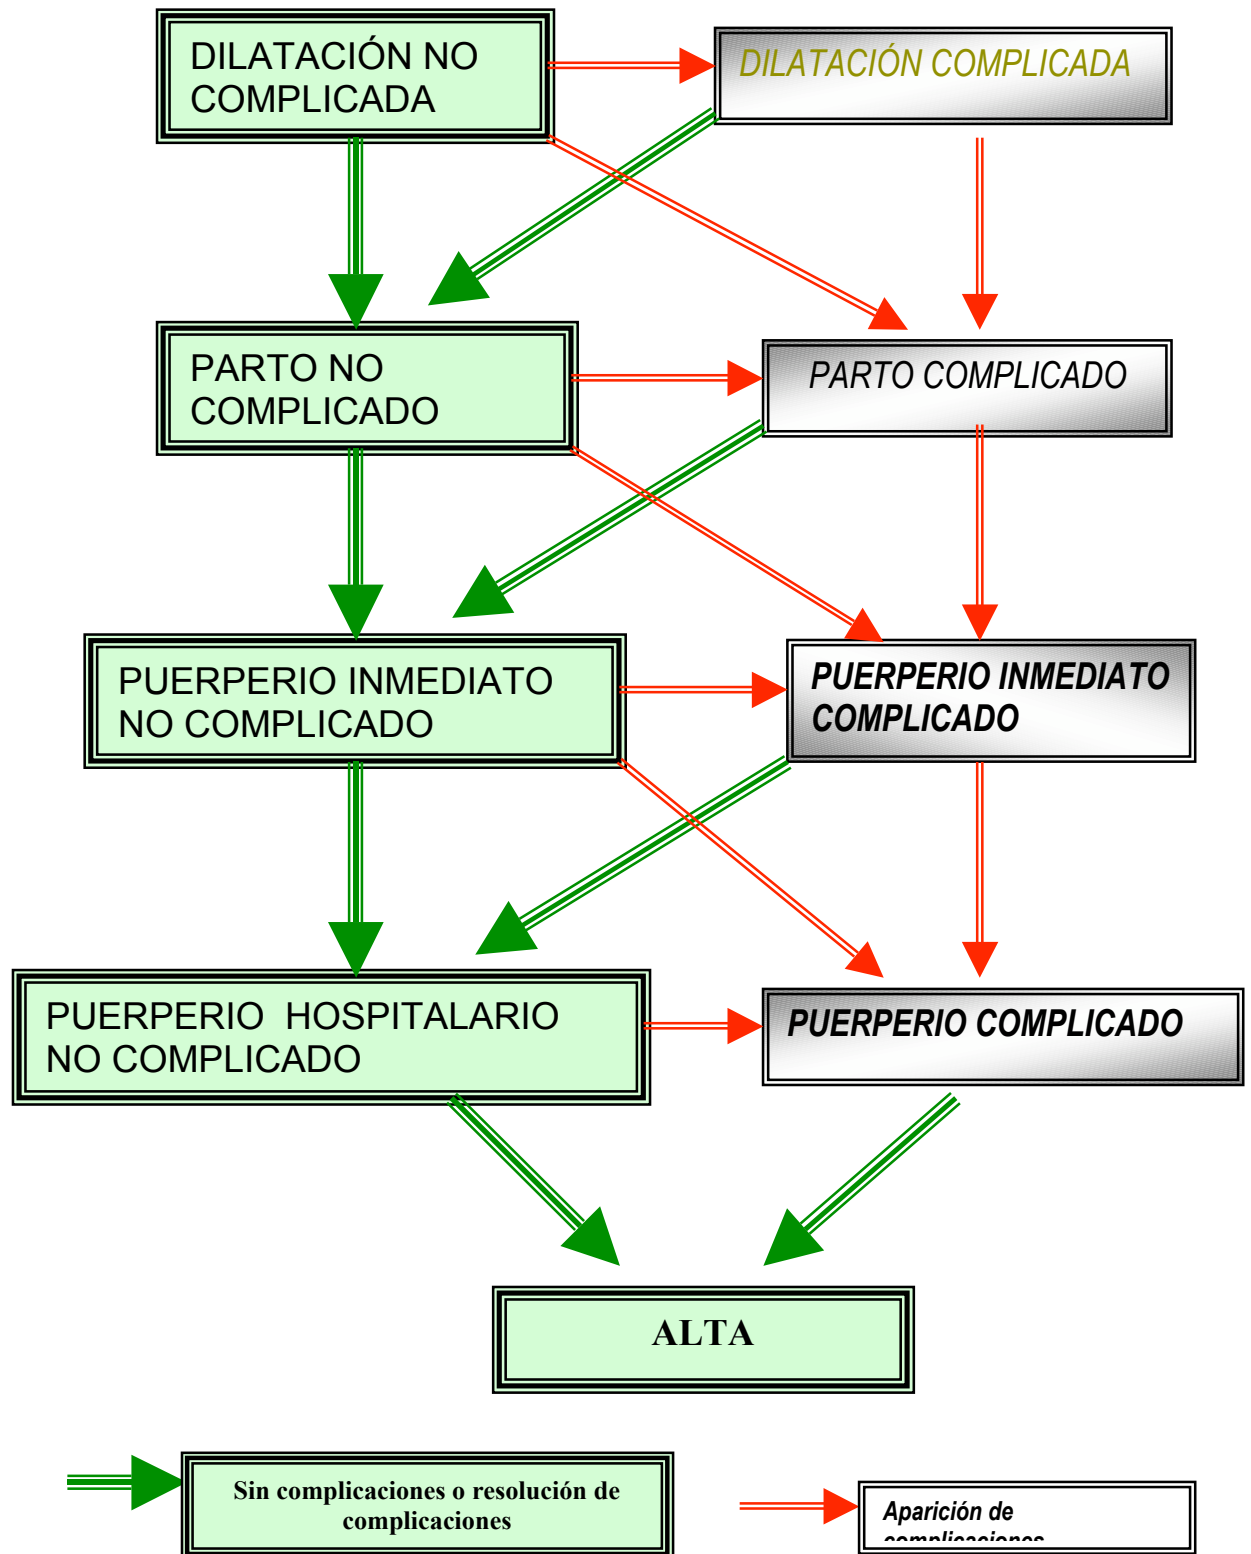 DILATACIÓN NO
COMPLICADA
DILATACIÓN COMPLICADA
PARTO NO
COMPLICADO
PARTO COMPLICADO
PUERPERIO INMEDIATO
NO COMPLICADO
PUERPERIO INMEDIATO
COMPLICADO
PUERPERIO HOSPITALARIO
NO COMPLICADO
PUERPERIO COMPLICADO
ALTA
Sin complicaciones o resolución de
complicaciones
Aparición de
complicaciones